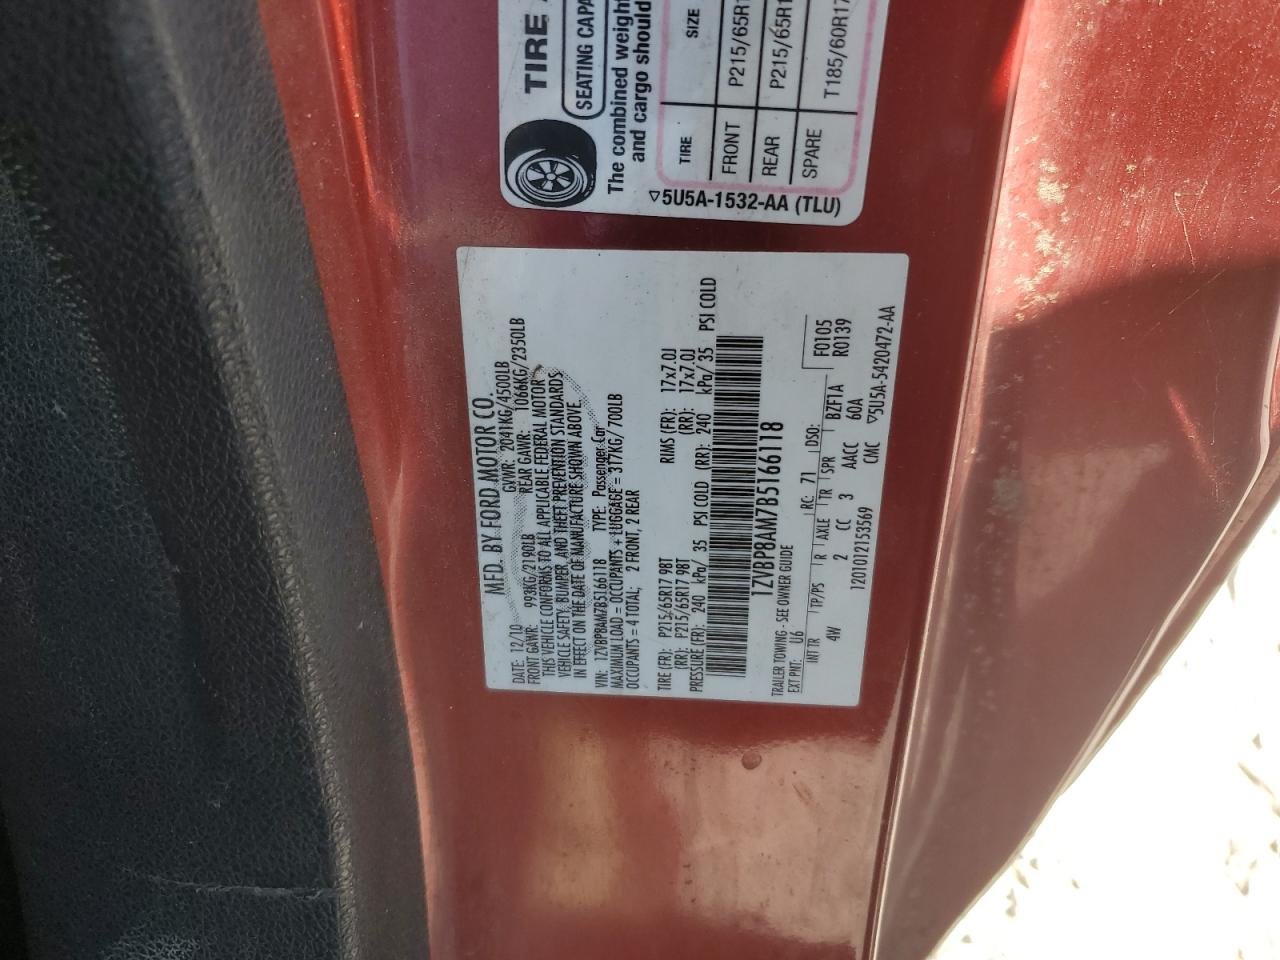 TIRE
SEATING CAPA
The combined weight
and cargo should
TIRE SIZE
FRONT P215/65R1
REAR P215/65R1
SPARE T185/60R17
▽5U5A-1532-AA (TLU)
MFD. BY FORD MOTOR CO.
DATE: 12/10 GVWR: 2041KG/4500LB
FRONT GAWR: 993KG/2190LB REAR GAWR: 1066KG/2350LB
THIS VEHICLE CONFORMS TO ALL APPLICABLE FEDERAL MOTOR
VEHICLE SAFETY, BUMPER, AND THEFT PREVENTION STANDARDS
IN EFFECT ON THE DATE OF MANUFACTURE SHOWN ABOVE.
VIN: 1ZVBP8AM7B5166118 TYPE: Passenger Car
MAXIMUM LOAD = OCCUPANTS + LUGGAGE = 317KG/700LB
OCCUPANTS = 4 TOTAL: 2 FRONT, 2 REAR
TIRE (FR): P215/65R17 98T RIMS (FR): 17x7.0J
(RR): P215/65R17 98T (RR): 17x7.0J
PRESSURE (FR): 240 kPa/ 35 PSI COLD (RR): 240 kPa/ 35 PSI COLD
1ZVBP8AM7B5166118
TRAILER TOWING - SEE OWNER GUIDE
EXT PNT: U6 RC: 71 DSO: F0105
INT TR TP/PS R AXLE TR SPR BZF1A R0139
4W 2 CC 3 AACC 60A
1201012153569 CMC ▽5U5A-5420472-AA